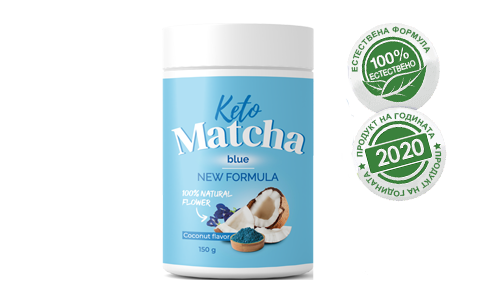 Keto
Matcha
blue
NEW FORMULA
100% NATURAL
FLOWER
Coconut flavor
150 g
ЕСТЕСТВЕНА ФОРМУЛА
100%
ЕСТЕСТВЕНО
ПРОДУКТ НА ГОДИНАТА
2020
ПРОДУКТ НА ГОДИНАТА